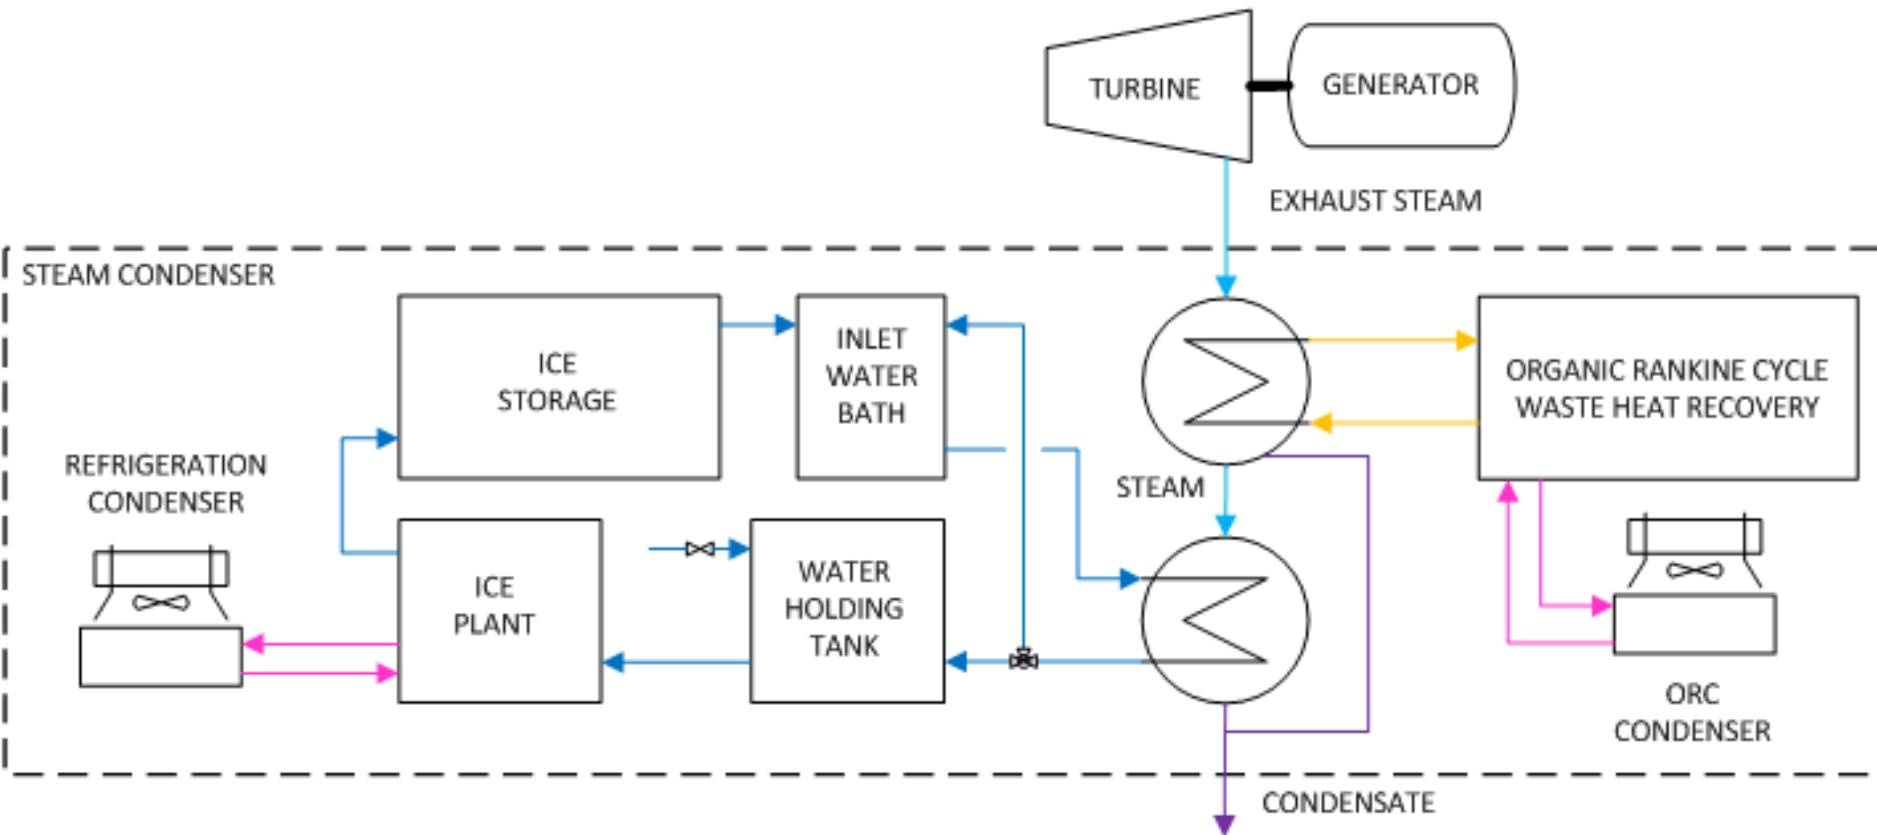 TURBINE
GENERATOR
EXHAUST STEAM
STEAM CONDENSER
ICE
STORAGE
INLET
WATER
BATH
ORGANIC RANKINE CYCLE
WASTE HEAT RECOVERY
REFRIGERATION
CONDENSER
STEAM
ICE
PLANT
WATER
HOLDING
TANK
ORC
CONDENSER
CONDENSATE